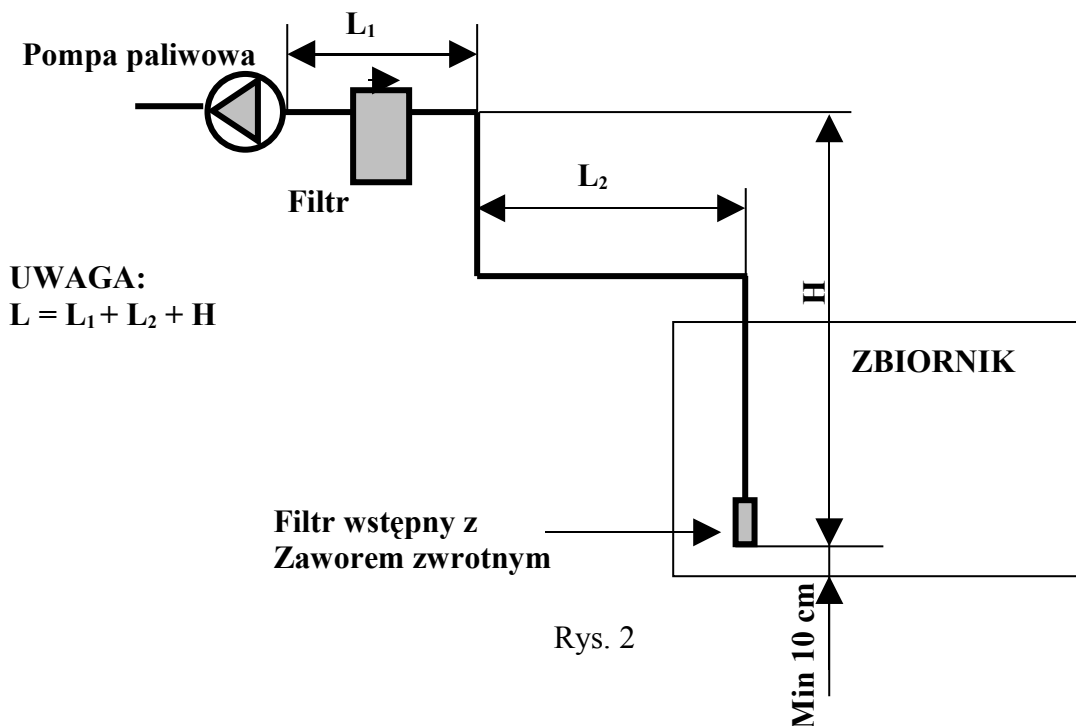 L₁
Pompa paliwowa
Filtr
L₂
UWAGA:
L = L₁ + L₂ + H
H
ZBIORNIK
Filtr wstępny z
Zaworem zwrotnym
Rys. 2
Min 10 cm